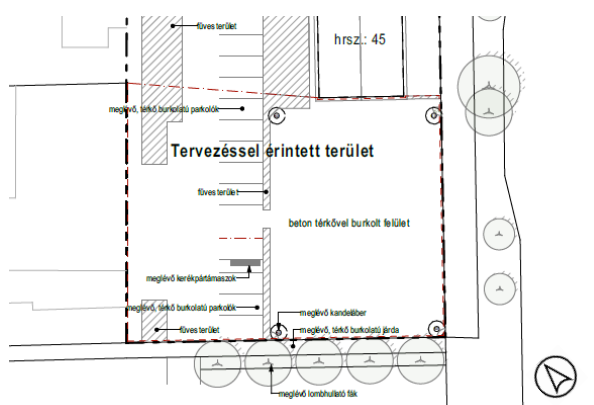 füves terület
hrsz.: 45
meglévő, térkő burkolatú parkolók
Tervezéssel érintett terület
füves terület
beton térkővel burkolt felület
meglévő kerékpártámaszok
meglévő, térkő burkolatú parkolók
meglévő kandeláber
füves terület
meglévő, térkő burkolatú járda
meglévő lombhullató fák